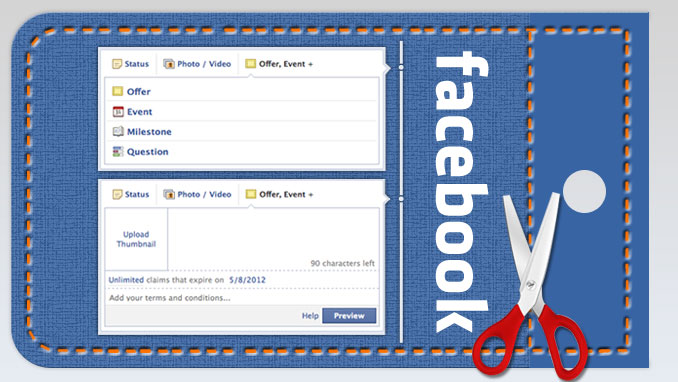 Status Photo / Video Offer, Event +
Offer
31 Event
Milestone
Question
Status Photo / Video Offer, Event +
Upload
Thumbnail
90 characters left
Unlimited claims that expire on 5/8/2012
Add your terms and conditions...
Help Preview
facebook